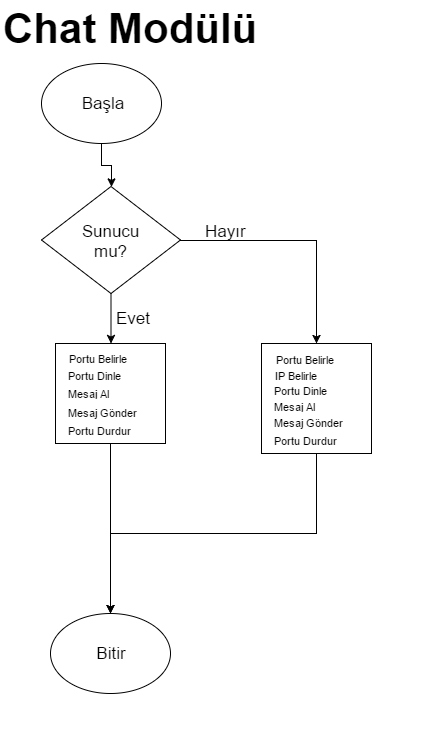 Chat Modülü
Başla
Sunucu
mu?
Hayır
Evet
Portu Belirle
Portu Dinle
Mesaj Al
Mesaj Gönder
Portu Durdur
Portu Belirle
IP Belirle
Portu Dinle
Mesaj Al
Mesaj Gönder
Portu Durdur
Bitir